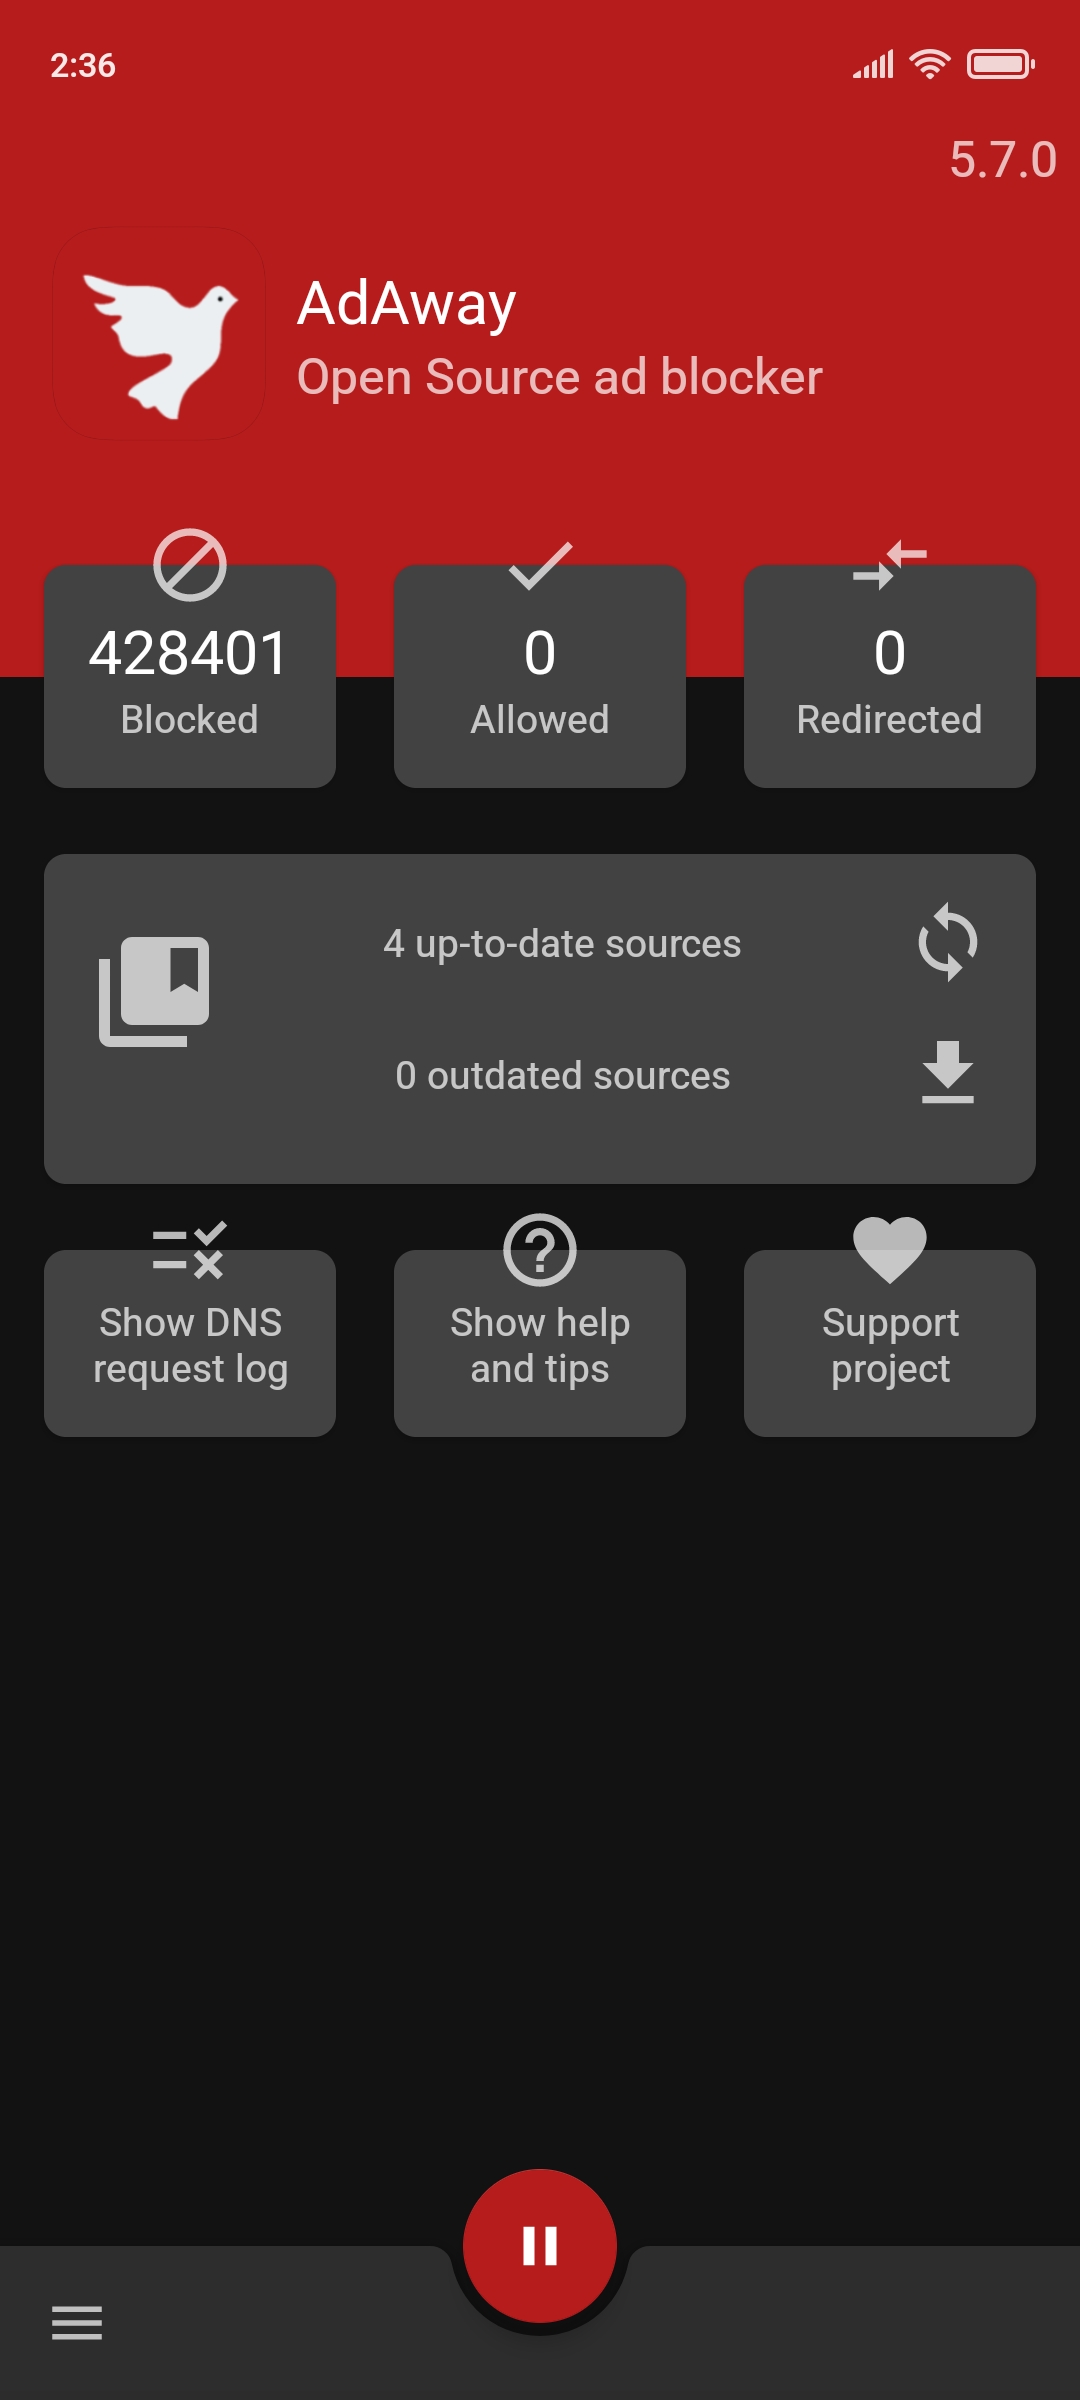 2:36
5.7.0
AdAway
Open Source ad blocker
428401
Blocked
0
Allowed
0
Redirected
4 up-to-date sources
0 outdated sources
Show DNS
request log
Show help
and tips
Support
project